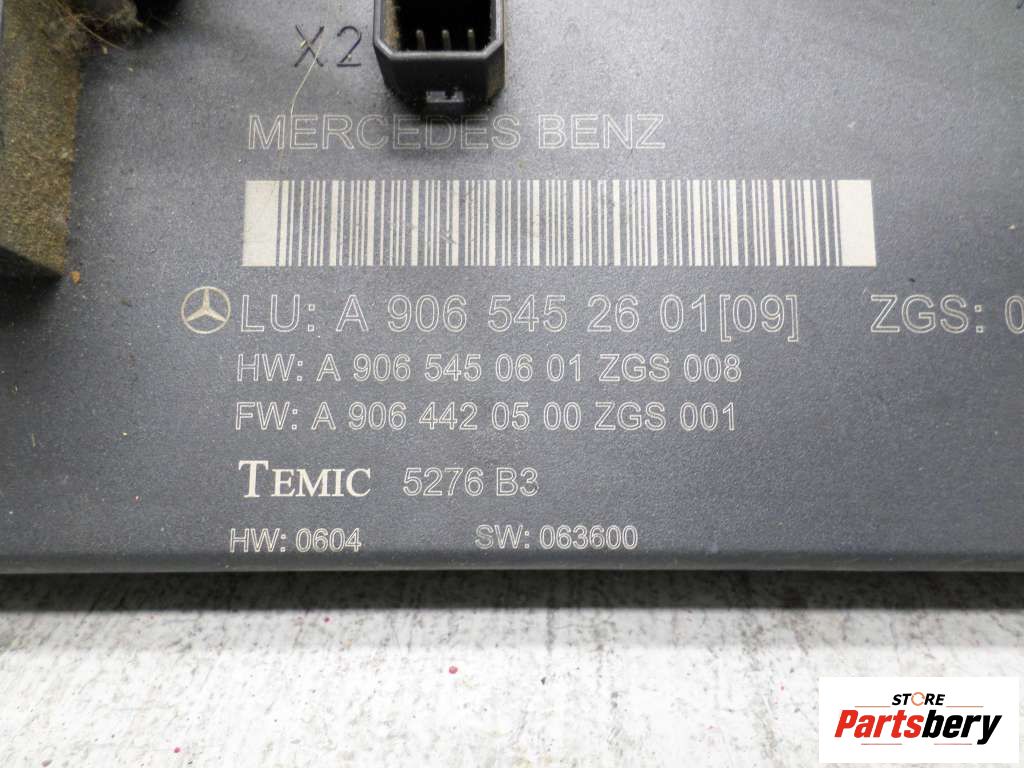 X2
MERCEDES BENZ
LU: A 906 545 26 01[09] ZGS: 0
HW: A 906 545 06 01 ZGS 008
FW: A 906 442 05 00 ZGS 001
TEMIC 5276 B3
HW: 0604 SW: 063600
STORE
Partsbery